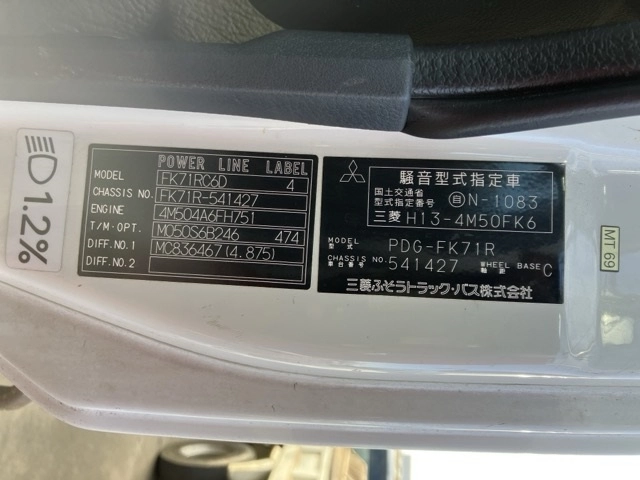 1.2%
POWER LINE LABEL
MODEL FK71RC6D 4
CHASSIS NO. FK71R-541427
ENGINE 4M504A6FH751
T/M-OPT. M050S6B246 474
DIFF.NO.1 MC836467(4.875)
DIFF.NO.2
騒音型式指定車
国土交通省
型式指定番号 自N-1083
三菱 H13-4M50FK6
MODEL
型式 PDG-FK71R
CHASSIS NO.
車台番号 541427 WHEEL BASE
軸距 C
三菱ふそうトラック・バス株式会社
MT 69